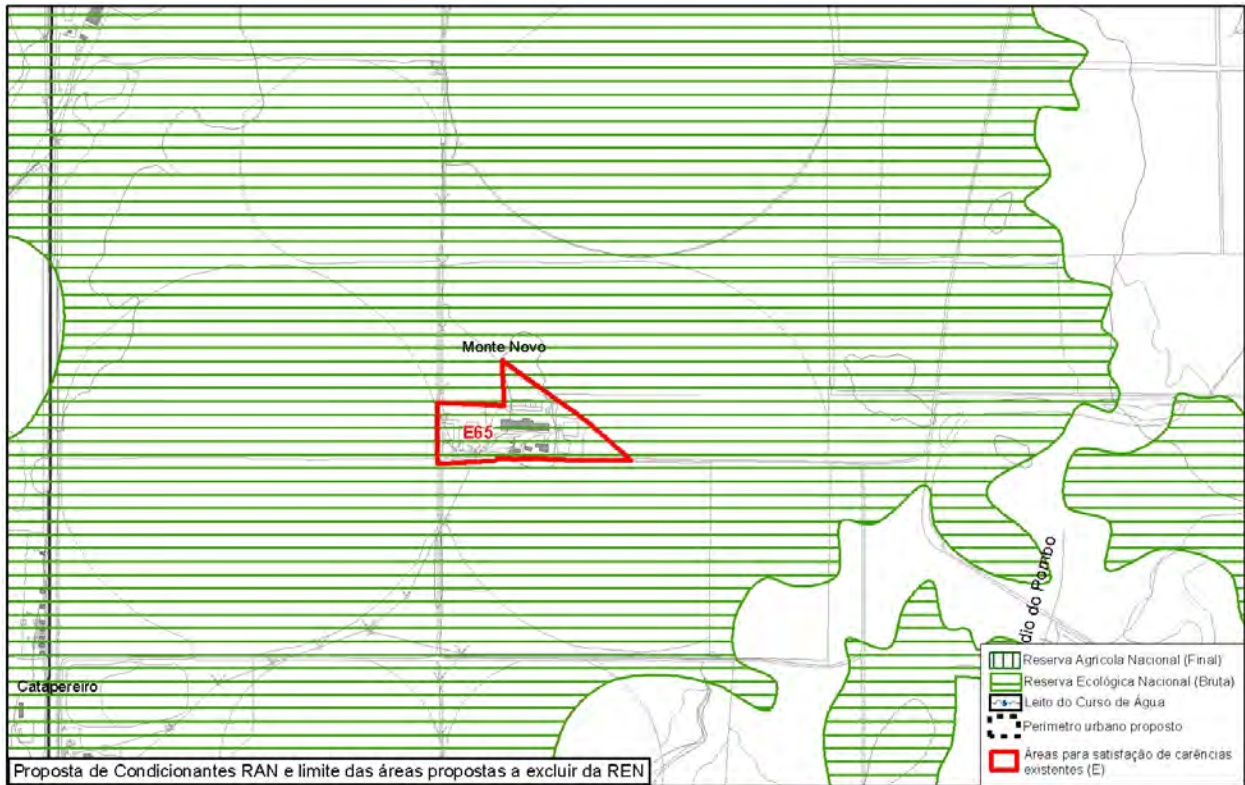 Monte Novo
E65
dio do Pombo
Catapereiro
Reserva Agrícola Nacional (Final)
Reserva Ecológica Nacional (Bruta)
Leito do Curso de Água
Perímetro urbano proposto
Áreas para satisfação de carências
existentes (E)
Proposta de Condicionantes RAN e limite das áreas propostas a excluir da REN